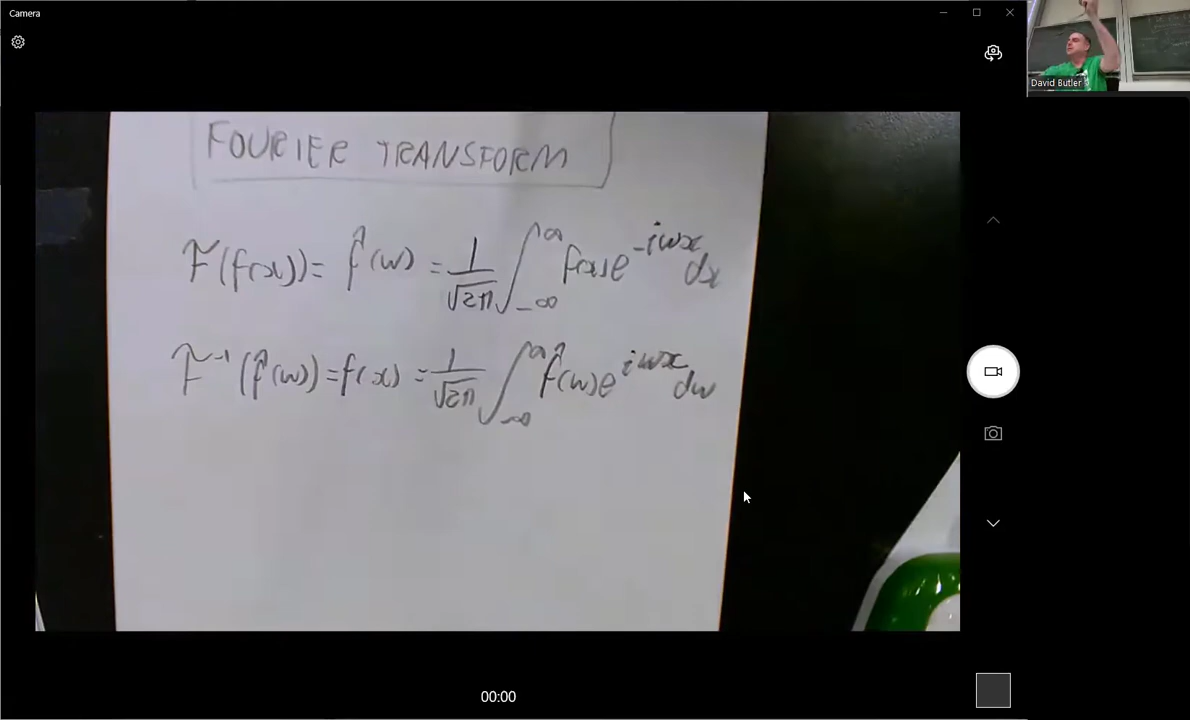 Camera
David Butler
FOURIER TRANSFORM
F(f(x)) = f̂(w) = 1/√2π ∫_{-∞}^{∞} f(x) e^{-iwx} dx
F⁻¹(f̂(w)) = f(x) = 1/√2π ∫_{-∞}^{∞} f̂(w) e^{iwx} dw
00:00